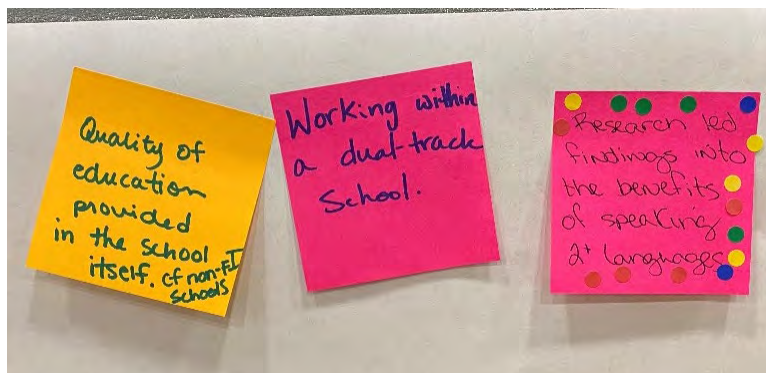 Quality of
education
provided
in the school
itself. cf non-FI
schools
Working within
a dual-track
School.
Research led
findings into
the benefits
of speaking
2+ languages